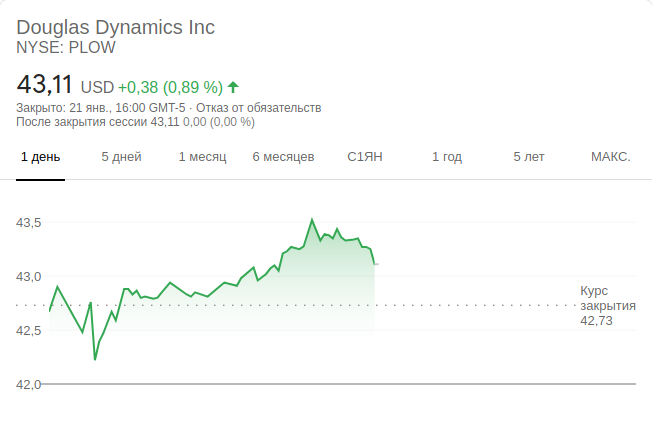 Douglas Dynamics Inc
NYSE: PLOW
43,11 USD +0,38 (0,89 %)
Закрыто: 21 янв., 16:00 GMT-5 · Отказ от обязательств
После закрытия сессии 43,11 0,00 (0,00 %)
1 день 5 дней 1 месяц 6 месяцев С1ЯН 1 год 5 лет МАКС.
43,5
43,0
Курс
закрытия
42,73
42,5
42,0